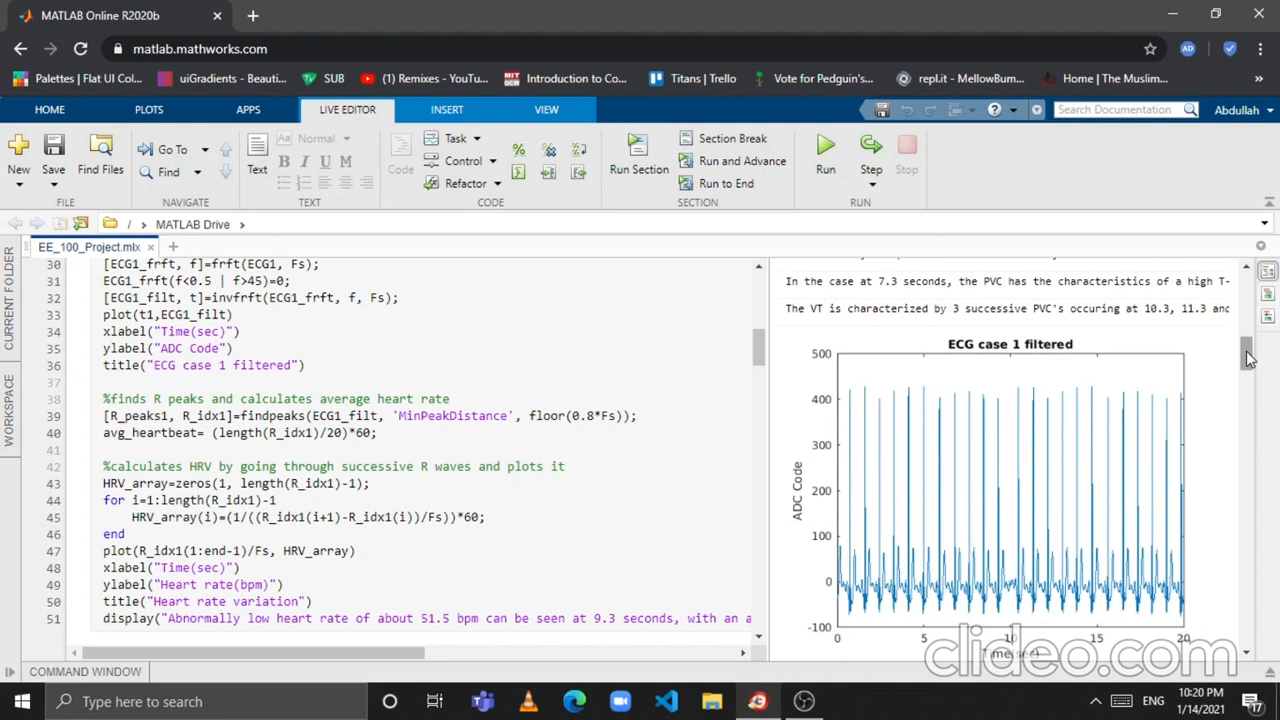 MATLAB Online R2020b
matlab.mathworks.com
Palettes | Flat UI Col... uiGradients - Beauti... SUB (1) Remixes - YouTu... Introduction to Co... Titans | Trello Vote for Pedguin's... repl.it - MellowBum... Home | The Muslim... »
HOME PLOTS APPS LIVE EDITOR INSERT VIEW Search Documentation Abdullah
New Save Find Files Go To Find Text Normal B I U M Code Task Control Refactor Run Section Section Break Run and Advance Run to End Run Step Stop
FILE NAVIGATE TEXT CODE SECTION RUN
/ MATLAB Drive
EE_100_Project.mlx
CURRENT FOLDER
WORKSPACE
30 [ECG1_frft, f]=frft(ECG1, Fs);
31 ECG1_frft(f<0.5 | f>45)=0;
32 [ECG1_filt, t]=invfrft(ECG1_frft, f, Fs);
33 plot(t1,ECG1_filt)
34 xlabel("Time(sec)")
35 ylabel("ADC Code")
36 title("ECG case 1 filtered")
37
38 %finds R peaks and calculates average heart rate
39 [R_peaks1, R_idx1]=findpeaks(ECG1_filt, 'MinPeakDistance', floor(0.8*Fs));
40 avg_heartbeat= (length(R_idx1)/20)*60;
41
42 %calculates HRV by going through successive R waves and plots it
43 HRV_array=zeros(1, length(R_idx1)-1);
44 for i=1:length(R_idx1)-1
45 HRV_array(i)=(1/((R_idx1(i+1)-R_idx1(i))/Fs))*60;
46 end
47 plot(R_idx1(1:end-1)/Fs, HRV_array)
48 xlabel("Time(sec)")
49 ylabel("Heart rate(bpm)")
50 title("Heart rate variation")
51 display("Abnormally low heart rate of about 51.5 bpm can be seen at 9.3 seconds, with an a
In the case at 7.3 seconds, the PVC has the characteristics of a high T-
The VT is characterized by 3 successive PVC's occuring at 10.3, 11.3 and
ECG case 1 filtered
500
400
300
200
100
0
-100
ADC Code
0 5 10 15 20
Time(sec)
clideo.com
COMMAND WINDOW
Type here to search
ENG
10:20 PM
1/14/2021
17